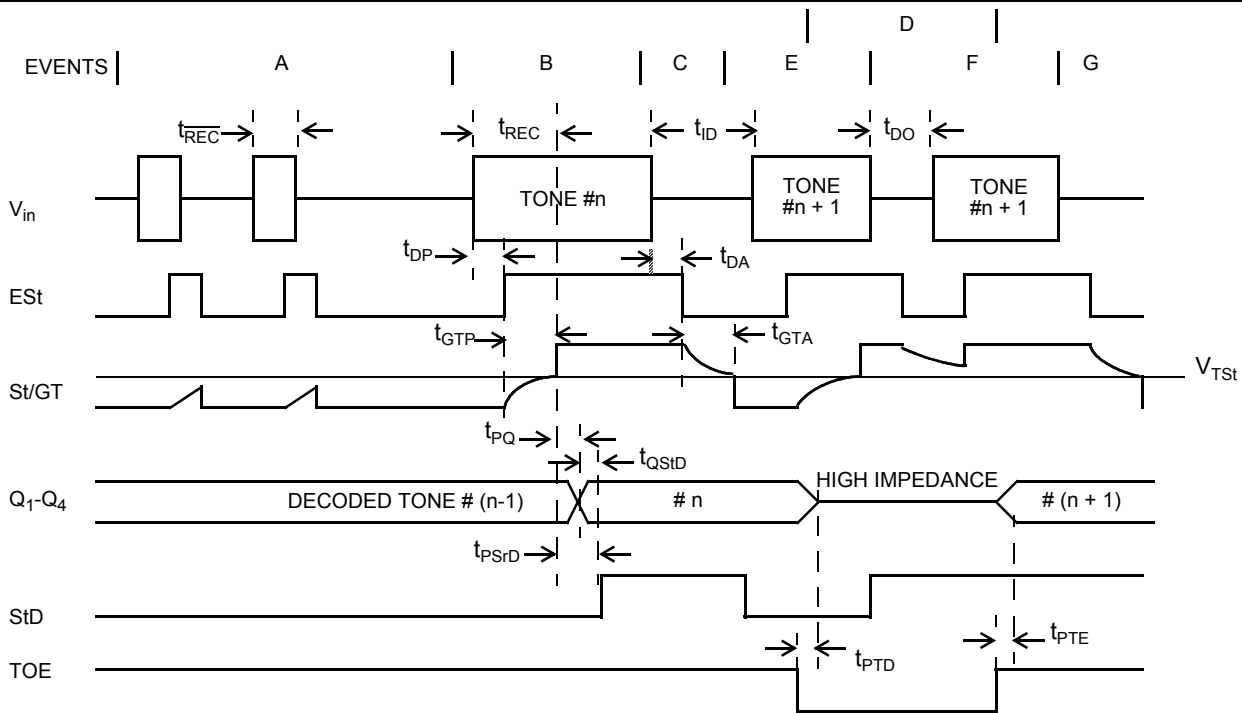 D
EVENTS A B C E F G
tREC tREC tID tDO
Vin TONE #n TONE #n + 1 TONE #n + 1
tDP tDA
ESt
tGTP tGTA
St/GT VTSt
tPQ
tQStD
Q1-Q4 DECODED TONE # (n-1) # n HIGH IMPEDANCE # (n + 1)
tPSrD
StD
tPTD tPTE
TOE